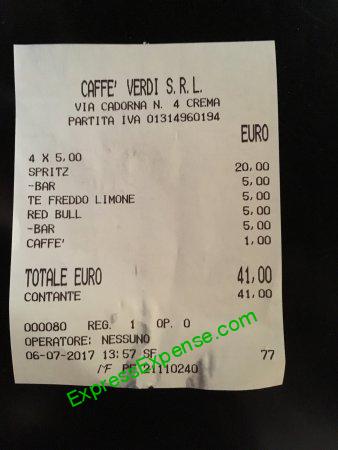 CAFFE' VERDI S.R.L.
VIA CADORNA N. 4 CREMA
PARTITA IVA 01314960194
EURO
4 X 5,00
SPRITZ 20,00
-BAR 5,00
TE FREDDO LIMONE 5,00
RED BULL 5,00
-BAR 5,00
CAFFE' 1,00
TOTALE EURO 41,00
CONTANTE 41,00
000080 REG. 1 OP. 0
OPERATORE: NESSUNO
06-07-2017 13:57 SF 77
MF PF 21110240
ExpressExpense.com